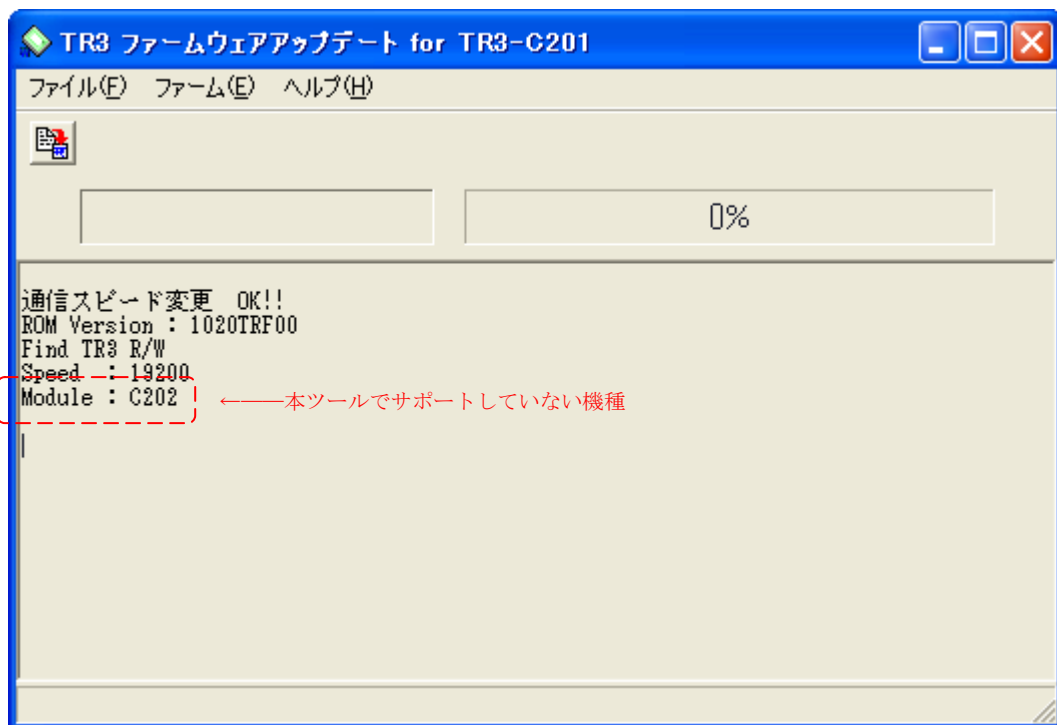 TR3 ファームウェアアップデート for TR3-C201
ファイル(F) ファーム(E) ヘルプ(H)
0%
通信スピード変更 OK!!
ROM Version : 1020TRF00
Find TR3 R/W
Speed : 19200
Module : C202 ←――本ツールでサポートしていない機種